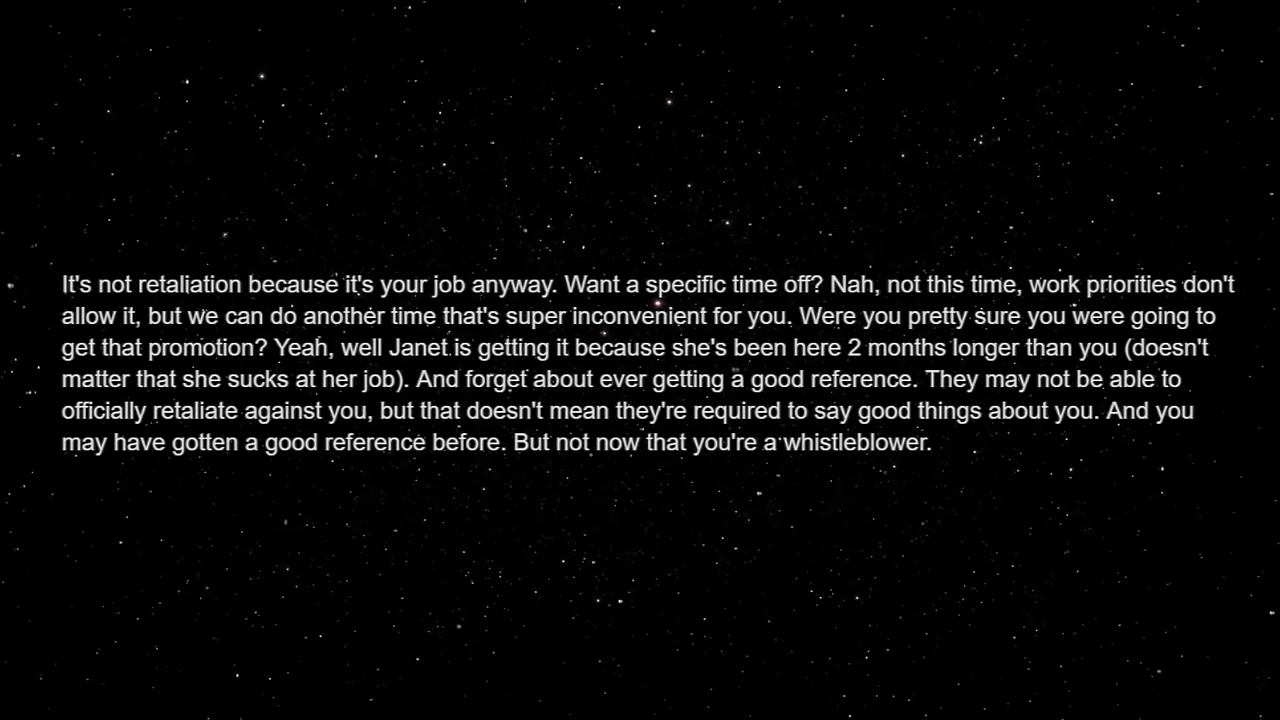 It's not retaliation because it's your job anyway. Want a specific time off? Nah, not this time, work priorities don't
allow it, but we can do another time that's super inconvenient for you. Were you pretty sure you were going to
get that promotion? Yeah, well Janet is getting it because she's been here 2 months longer than you (doesn't
matter that she sucks at her job). And forget about ever getting a good reference. They may not be able to
officially retaliate against you, but that doesn't mean they're required to say good things about you. And you
may have gotten a good reference before. But not now that you're a whistleblower.